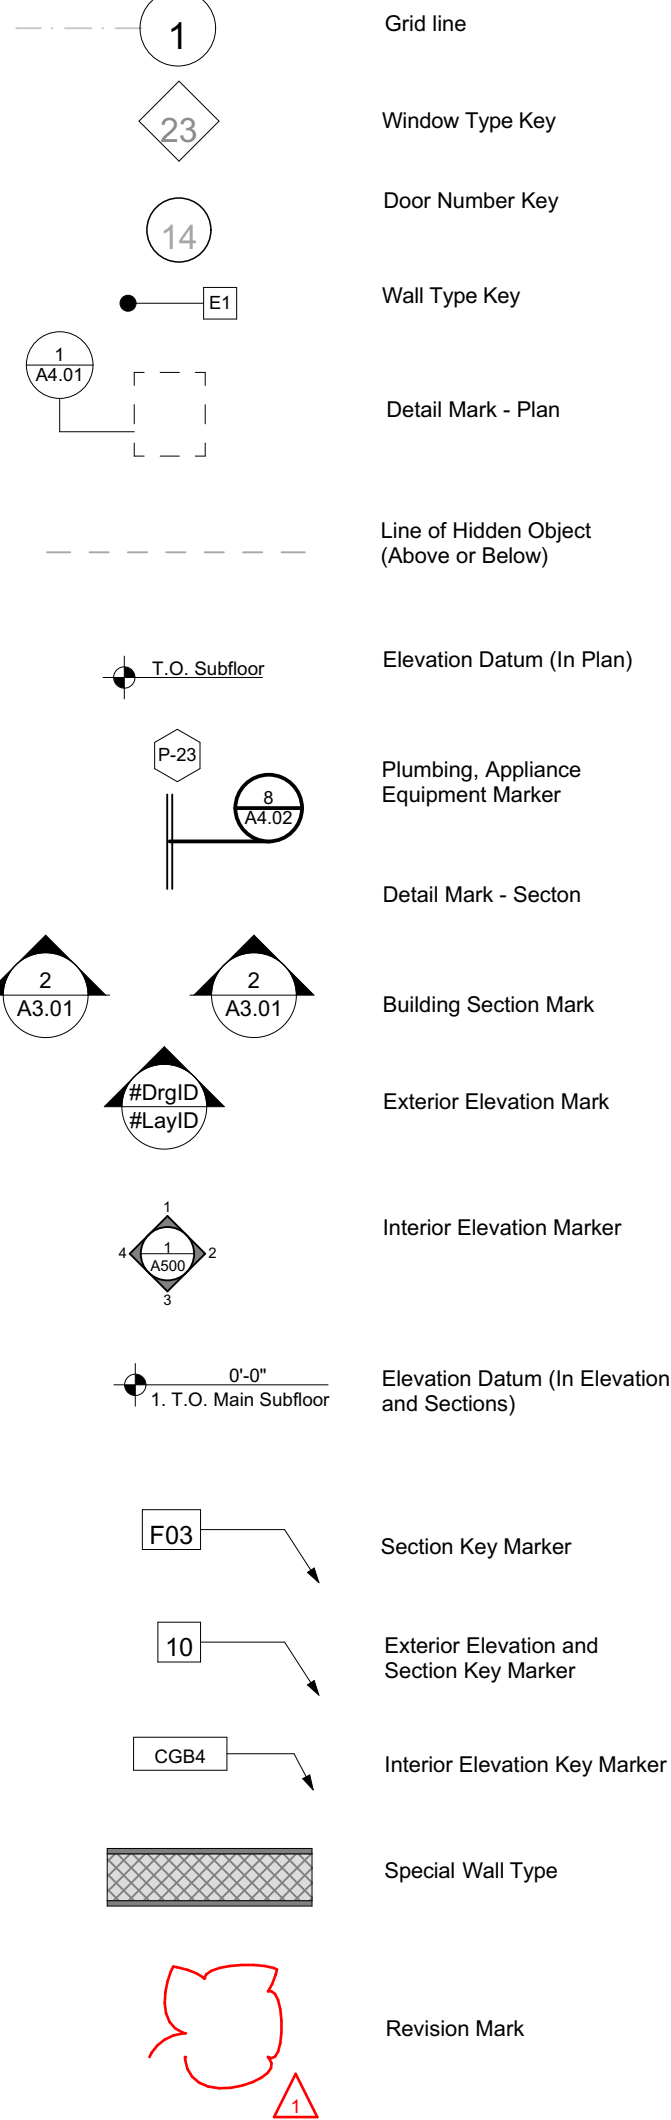 1
Grid line
23
Window Type Key
14
Door Number Key
E1
Wall Type Key
1
A4.01
Detail Mark - Plan
Line of Hidden Object
(Above or Below)
T.O. Subfloor
Elevation Datum (In Plan)
P-23
Plumbing, Appliance
Equipment Marker
8
A4.02
Detail Mark - Secton
2
A3.01
2
A3.01
Building Section Mark
#DrgID
#LayID
Exterior Elevation Mark
1
4
1
A500
2
3
Interior Elevation Marker
0'-0"
1. T.O. Main Subfloor
Elevation Datum (In Elevation
and Sections)
F03
Section Key Marker
10
Exterior Elevation and
Section Key Marker
CGB4
Interior Elevation Key Marker
Special Wall Type
Revision Mark
1